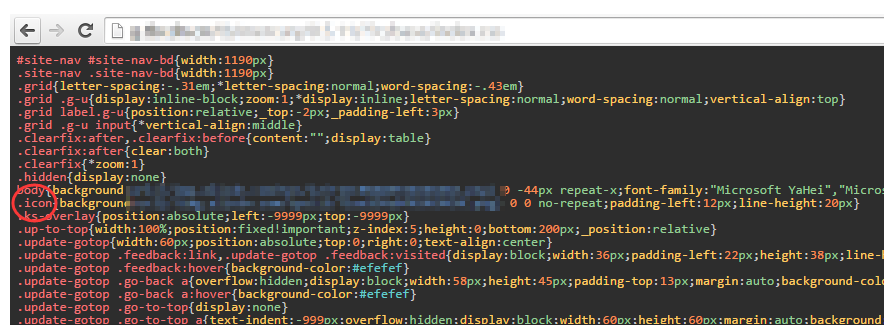 #site-nav #site-nav-bd{width:1190px}
.site-nav .site-nav-bd{width:1190px}
.grid{letter-spacing:-.31em;*letter-spacing:normal;word-spacing:-.43em}
.grid .g-u{display:inline-block;zoom:1;*display:inline;letter-spacing:normal;word-spacing:normal;vertical-align:top}
.grid label.g-u{position:relative;_top:-2px;_padding-left:3px}
.grid .g-u input{*vertical-align:middle}
.clearfix:after,.clearfix:before{content:"";display:table}
.clearfix:after{clear:both}
.clearfix{*zoom:1}
.hidden{display:none}
body{background 0 -44px repeat-x;font-family:"Microsoft YaHei","Micros
.icon{background 0 0 no-repeat;padding-left:12px;line-height:20px}
.ks-overlay{position:absolute;left:-9999px;top:-9999px}
.up-to-top{width:100%;position:fixed!important;z-index:5;height:0;bottom:200px;_position:relative}
.update-gotop{width:60px;position:absolute;top:0;right:0;text-align:center}
.update-gotop .feedback:link,.update-gotop .feedback:visited{display:block;width:36px;padding-left:22px;height:38px;line-h
.update-gotop .feedback:hover{background-color:#efefef}
.update-gotop .go-back a{overflow:hidden;display:block;width:58px;height:45px;padding-top:13px;margin:auto;background-co
.update-gotop .go-back a:hover{background-color:#efefef}
.update-gotop .go-to-top{display:none}
.update-gotop .go-to-top a{text-indent:-999px;overflow:hidden;display:block;width:60px;height:60px;margin:auto;background